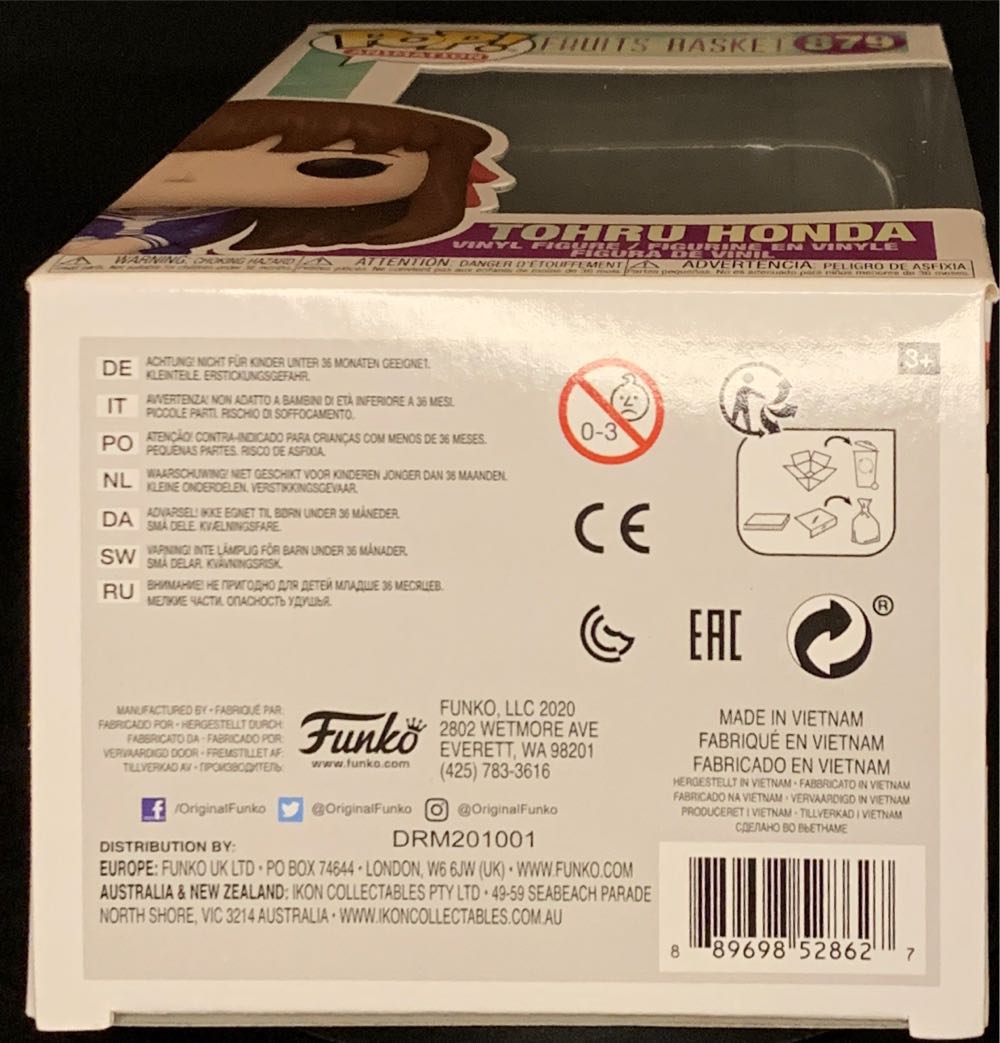 POP!
ANIMATION
FRUITS BASKET 879
TOHRU HONDA
VINYL FIGURE / FIGURINE EN VINYLE
FIGURA DE VINIL
WARNING: CHOKING HAZARD
ATTENTION: DANGER D'ÉTOUFFEMENT
ADVERTENCIA: PELIGRO DE ASFIXIA
3+
DE ACHTUNG! NICHT FÜR KINDER UNTER 36 MONATEN GEEIGNET.
KLEINTEILE. ERSTICKUNGSGEFAHR.
IT AVVERTENZA! NON ADATTO A BAMBINI DI ETÀ INFERIORE A 36 MESI.
PICCOLE PARTI. RISCHIO DI SOFFOCAMENTO.
PO ATENÇÃO! CONTRA-INDICADO PARA CRIANÇAS COM MENOS DE 36 MESES.
PEQUENAS PARTES. RISCO DE ASFIXIA.
NL WAARSCHUWING! NIET GESCHIKT VOOR KINDEREN JONGER DAN 36 MAANDEN.
KLEINE ONDERDELEN. VERSTIKKINGSGEVAAR.
DA ADVARSEL! IKKE EGNET TIL BØRN UNDER 36 MÅNEDER.
SMÅ DELE. KVÆLNINGSFARE.
SW VARNING! INTE LÄMPLIG FÖR BARN UNDER 36 MÅNADER.
SMÅ DELAR. KVÄVNINGSRISK.
RU ВНИМАНИЕ! НЕ ПРИГОДНО ДЛЯ ДЕТЕЙ МЛАДШЕ 36 МЕСЯЦЕВ.
МЕЛКИЕ ЧАСТИ. ОПАСНОСТЬ УДУШЬЯ.
0-3
CE
EAC
®
MANUFACTURED BY • FABRIQUÉ PAR:
FABRICADO POR • HERGESTELLT DURCH:
FABBRICATO DA • FABRICADO POR:
VERVAARDIGD DOOR • FREMSTILLET AF:
TILLVERKAD AV • ПРОИЗВОДИТЕЛЬ:
Funko
www.funko.com
FUNKO, LLC 2020
2802 WETMORE AVE
EVERETT, WA 98201
(425) 783-3616
MADE IN VIETNAM
FABRIQUÉ EN VIETNAM
FABRICADO EN VIETNAM
HERGESTELLT IN VIETNAM • FABBRICATO IN VIETNAM
FABRICADO NA VIETNAM • VERVAARDIGD IN VIETNAM
PRODUCERET I VIETNAM • TILLVERKAD I VIETNAM
СДЕЛАНО ВО ВЬЕТНАМЕ
/OriginalFunko @OriginalFunko @OriginalFunko
DRM201001
DISTRIBUTION BY:
EUROPE: FUNKO UK LTD • PO BOX 74644 • LONDON, W6 6JW (UK) • WWW.FUNKO.COM
AUSTRALIA & NEW ZEALAND: IKON COLLECTABLES PTY LTD • 49-59 SEABEACH PARADE
NORTH SHORE, VIC 3214 AUSTRALIA • WWW.IKONCOLLECTABLES.COM.AU
8 89698 52862 7